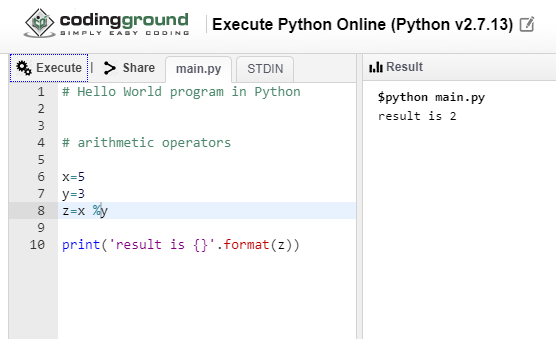 codingground
SIMPLY EASY CODING
Execute Python Online (Python v2.7.13)
Execute | Share main.py STDIN
Result
1 # Hello World program in Python
2
3
4 # arithmetic operators
5
6 x=5
7 y=3
8 z=x %y
9
10 print('result is {}'.format(z))
$python main.py
result is 2